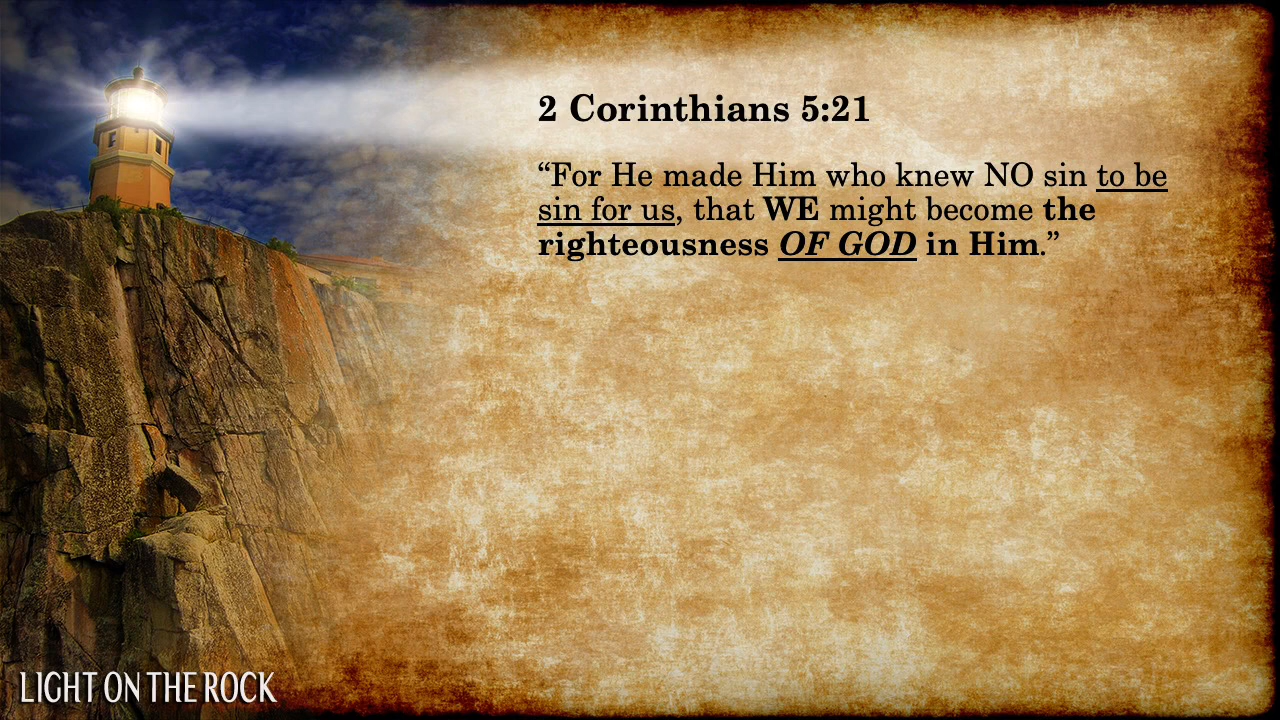 2 Corinthians 5:21
“For He made Him who knew NO sin to be
sin for us, that WE might become the
righteousness OF GOD in Him.”
LIGHT ON THE ROCK